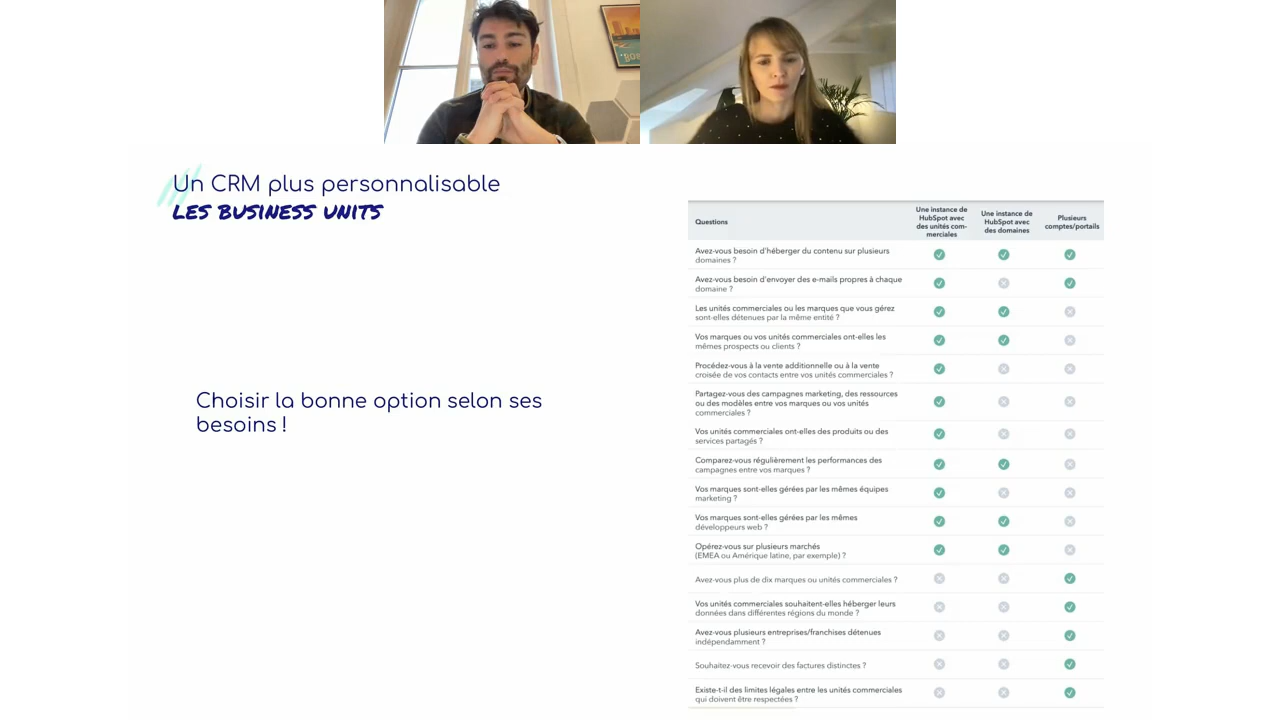 Un CRM plus personnalisable
LES BUSINESS UNITS
Choisir la bonne option selon ses
besoins !
Questions
Une instance de
HubSpot avec
des unités com-
merciales
Une instance de
HubSpot avec
des domaines
Plusieurs
comptes/portails
Avez-vous besoin d'héberger du contenu sur plusieurs
domaines ?
Avez-vous besoin d'envoyer des e-mails propres à chaque
domaine ?
Les unités commerciales ou les marques que vous gérez
sont-elles détenues par la même entité ?
Vos marques ou vos unités commerciales ont-elles les
mêmes prospects ou clients ?
Procédez-vous à la vente additionnelle ou à la vente
croisée de vos contacts entre vos unités commerciales ?
Partagez-vous des campagnes marketing, des ressources
ou des modèles entre vos marques ou vos unités
commerciales ?
Vos unités commerciales ont-elles des produits ou des
services partagés ?
Comparez-vous régulièrement les performances des
campagnes entre vos marques ?
Vos marques sont-elles gérées par les mêmes équipes
marketing ?
Vos marques sont-elles gérées par les mêmes
développeurs web ?
Opérez-vous sur plusieurs marchés
(EMEA ou Amérique latine, par exemple) ?
Avez-vous plus de dix marques ou unités commerciales ?
Vos unités commerciales souhaitent-elles héberger leurs
données dans différentes régions du monde ?
Avez-vous plusieurs entreprises/franchises détenues
indépendamment ?
Souhaitez-vous recevoir des factures distinctes ?
Existe-t-il des limites légales entre les unités commerciales
qui doivent être respectées ?